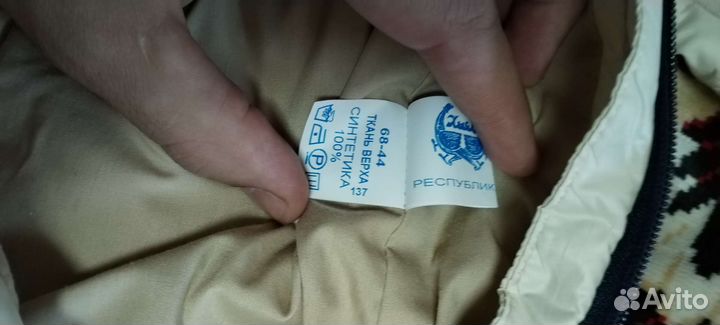 68-44
ТКАНЬ ВЕРХА
СИНТЕТИКА
100%
137
РЕСПУБЛИК
Avito